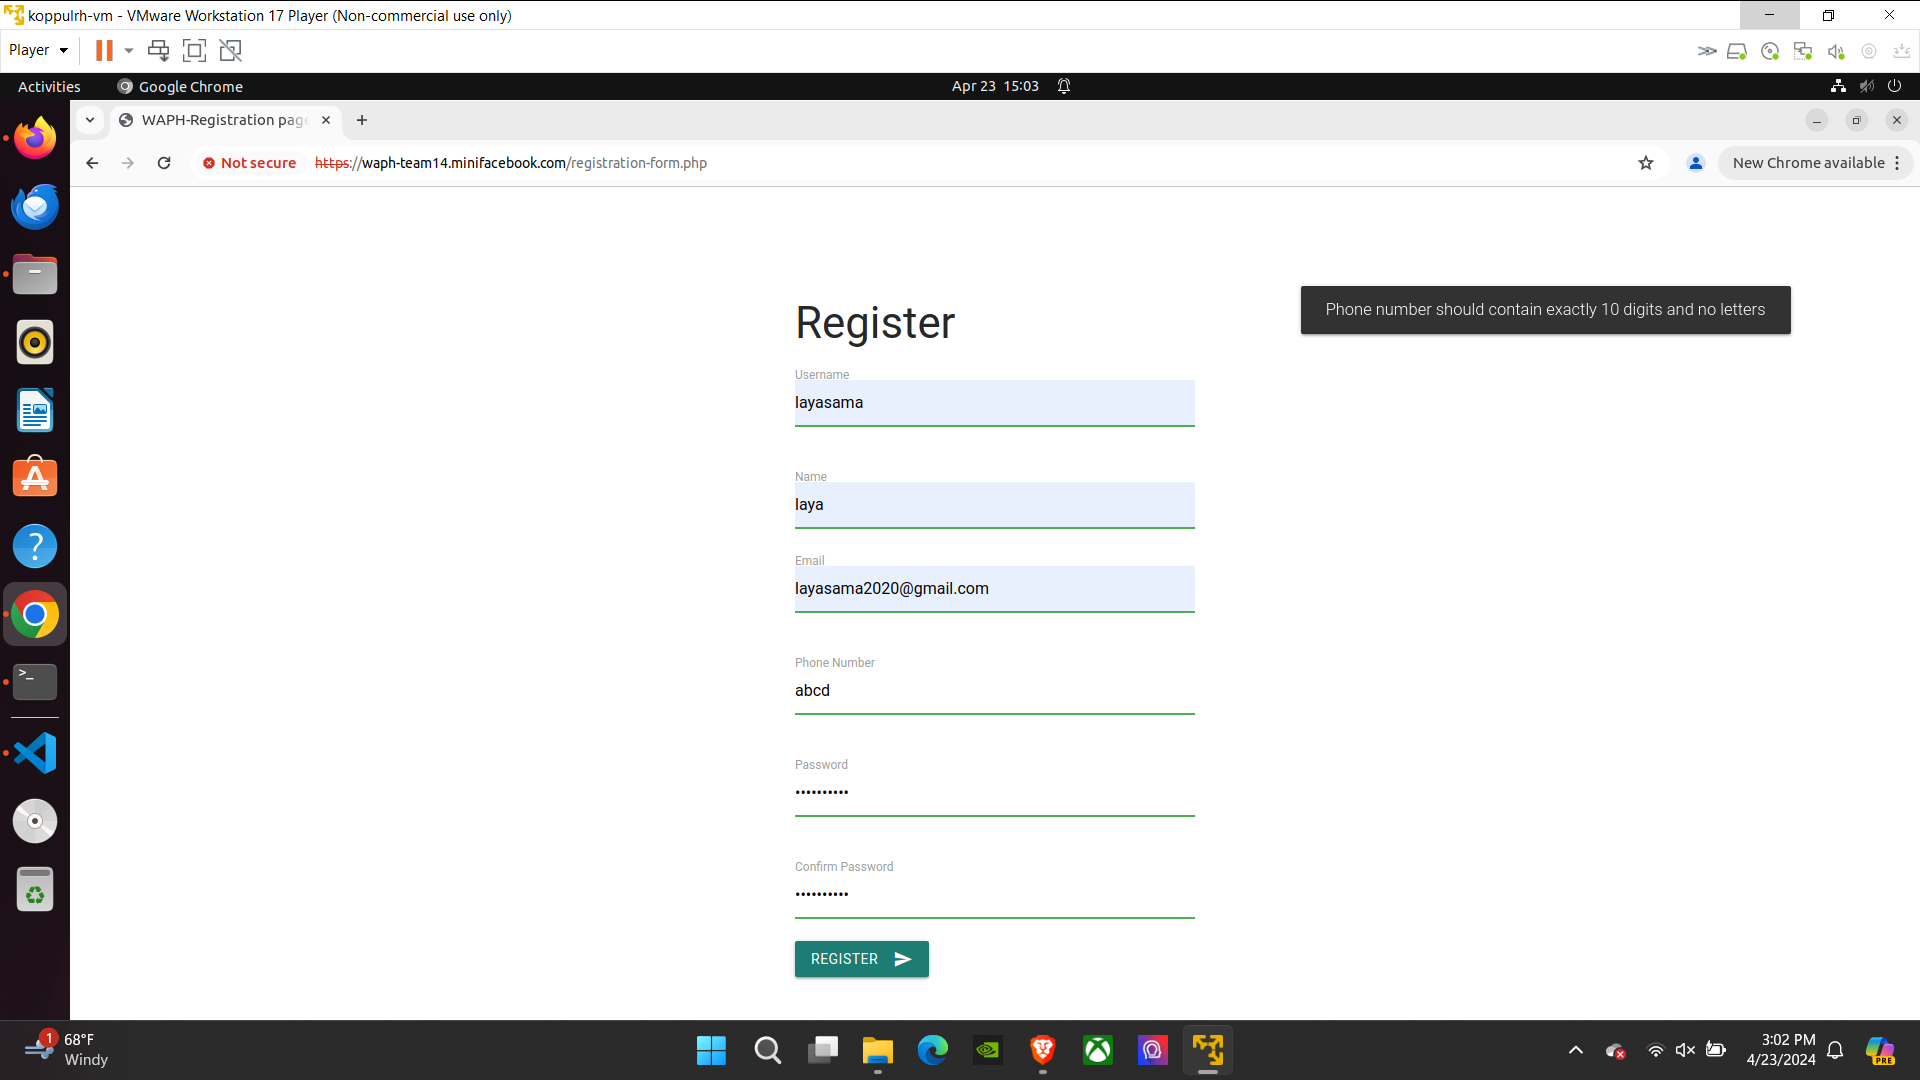 koppulrh-vm - VMware Workstation 17 Player (Non-commercial use only)
Player
Activities
Google Chrome
Apr 23 15:03
WAPH-Registration page
Not secure
https://waph-team14.minifacebook.com/registration-form.php
New Chrome available
Register
Phone number should contain exactly 10 digits and no letters
Username
layasama
Name
laya
Email
layasama2020@gmail.com
Phone Number
abcd
Password
••••••••••
Confirm Password
••••••••••
REGISTER
1
68°F
Windy
3:02 PM
4/23/2024
PRE